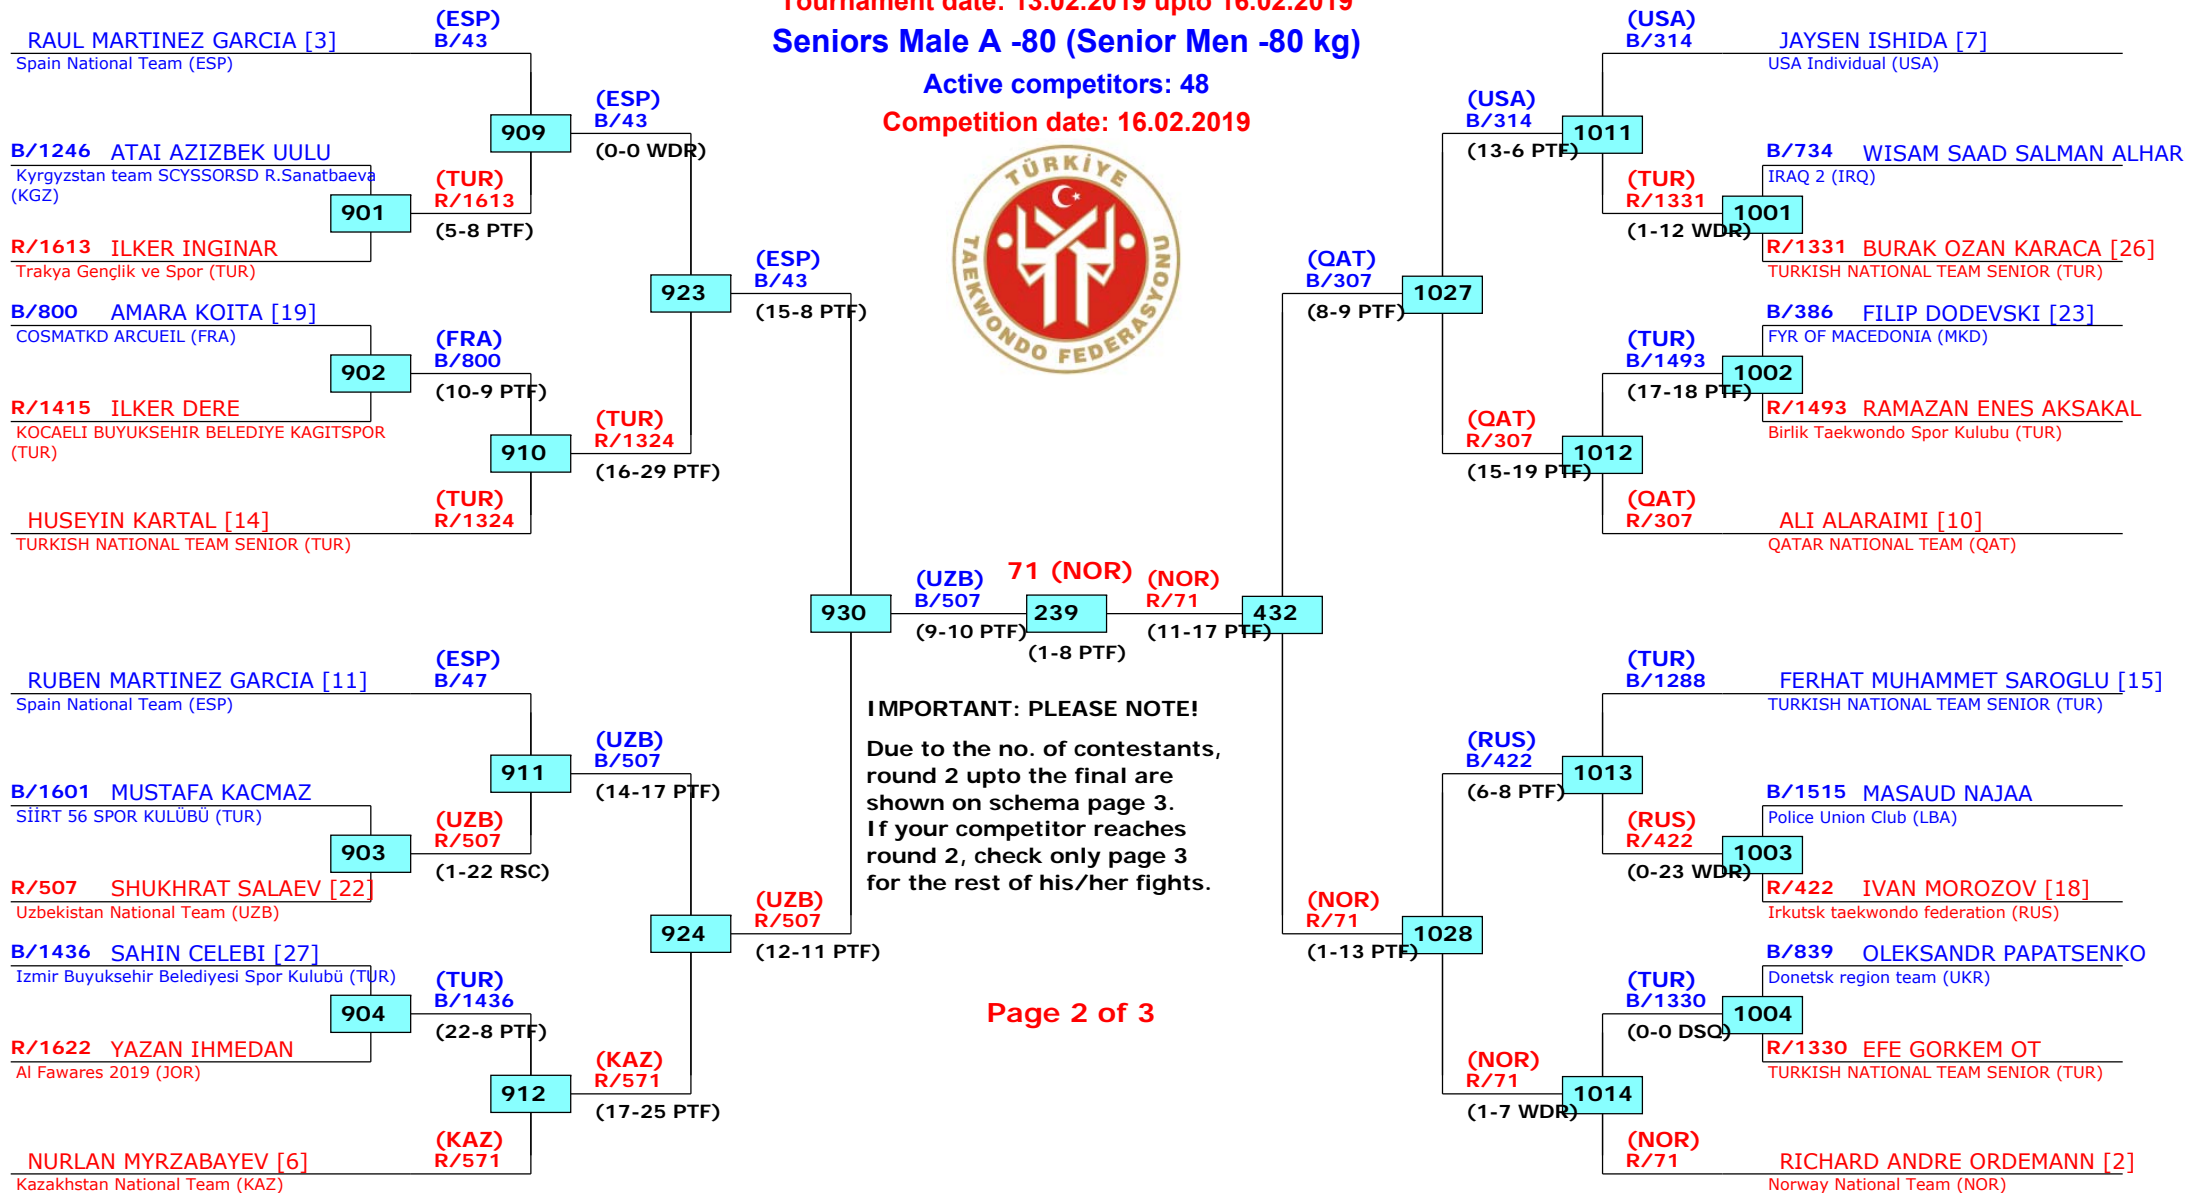 Tournament date: 13.02.2019 upto 16.02.2019
Seniors Male A -80 (Senior Men -80 kg)
Active competitors: 48
Competition date: 16.02.2019
TÜRKİYE
TAEKWONDO FEDERASYONU
RAUL MARTINEZ GARCIA [3]
Spain National Team (ESP)
(ESP)
B/43
B/1246 ATAI AZIZBEK UULU
Kyrgyzstan team SCYSSORSD R.Sanatbaeva
(KGZ)
901
R/1613 ILKER INGINAR
Trakya Gençlik ve Spor (TUR)
(TUR)
R/1613
(5-8 PTF)
909
(ESP)
B/43
(0-0 WDR)
B/800 AMARA KOITA [19]
COSMATKD ARCUEIL (FRA)
902
(FRA)
B/800
(10-9 PTF)
R/1415 ILKER DERE
KOCAELI BUYUKSEHIR BELEDIYE KAGITSPOR
(TUR)
910
(TUR)
R/1324
(16-29 PTF)
HUSEYIN KARTAL [14]
TURKISH NATIONAL TEAM SENIOR (TUR)
(TUR)
R/1324
923
(ESP)
B/43
(15-8 PTF)
RUBEN MARTINEZ GARCIA [11]
Spain National Team (ESP)
(ESP)
B/47
911
(UZB)
B/507
(14-17 PTF)
B/1601 MUSTAFA KACMAZ
SİİRT 56 SPOR KULÜBÜ (TUR)
903
(UZB)
R/507
(1-22 RSC)
R/507 SHUKHRAT SALAEV [22]
Uzbekistan National Team (UZB)
924
(UZB)
R/507
(12-11 PTF)
B/1436 SAHIN CELEBI [27]
Izmir Buyuksehir Belediyesi Spor Kulubü (TUR)
904
(TUR)
B/1436
(22-8 PTF)
R/1622 YAZAN IHMEDAN
Al Fawares 2019 (JOR)
912
(KAZ)
R/571
(17-25 PTF)
NURLAN MYRZABAYEV [6]
Kazakhstan National Team (KAZ)
(KAZ)
R/571
930
(UZB)
B/507
(9-10 PTF)
71 (NOR)
239
(1-8 PTF)
(NOR)
R/71
(11-17 PTF)
432
IMPORTANT: PLEASE NOTE!
Due to the no. of contestants,
round 2 upto the final are
shown on schema page 3.
If your competitor reaches
round 2, check only page 3
for the rest of his/her fights.
Page 2 of 3
(USA)
B/314
JAYSEN ISHIDA [7]
USA Individual (USA)
(USA)
B/314
(13-6 PTF)
1011
B/734 WISAM SAAD SALMAN ALHAR
IRAQ 2 (IRQ)
(TUR)
R/1331
(1-12 WDR)
1001
R/1331 BURAK OZAN KARACA [26]
TURKISH NATIONAL TEAM SENIOR (TUR)
(QAT)
B/307
(8-9 PTF)
1027
B/386 FILIP DODEVSKI [23]
FYR OF MACEDONIA (MKD)
(TUR)
B/1493
(17-18 PTF)
1002
R/1493 RAMAZAN ENES AKSAKAL
Birlik Taekwondo Spor Kulubu (TUR)
(QAT)
R/307
(15-19 PTF)
1012
(QAT)
R/307
ALI ALARAIMI [10]
QATAR NATIONAL TEAM (QAT)
(TUR)
B/1288
FERHAT MUHAMMET SAROGLU [15]
TURKISH NATIONAL TEAM SENIOR (TUR)
(RUS)
B/422
(6-8 PTF)
1013
B/1515 MASAUD NAJAA
Police Union Club (LBA)
(RUS)
R/422
(0-23 WDR)
1003
R/422 IVAN MOROZOV [18]
Irkutsk taekwondo federation (RUS)
(NOR)
R/71
(1-13 PTF)
1028
B/839 OLEKSANDR PAPATSENKO
Donetsk region team (UKR)
(TUR)
B/1330
(0-0 DSQ)
1004
R/1330 EFE GORKEM OT
TURKISH NATIONAL TEAM SENIOR (TUR)
(NOR)
R/71
(1-7 WDR)
1014
(NOR)
R/71
RICHARD ANDRE ORDEMANN [2]
Norway National Team (NOR)